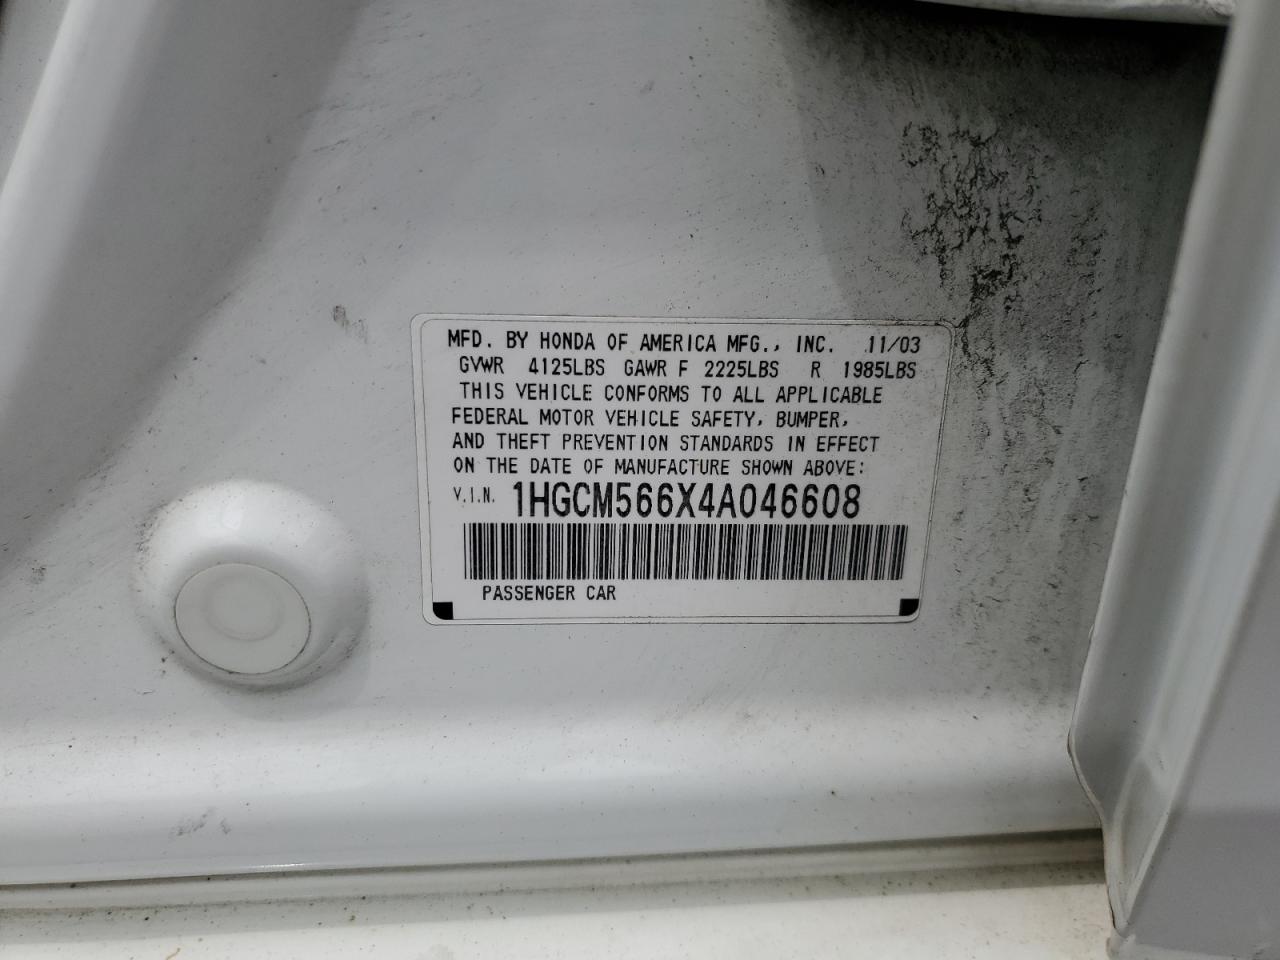 MFD. BY HONDA OF AMERICA MFG., INC. 11/03
GVWR 4125LBS GAWR F 2225LBS R 1985LBS
THIS VEHICLE CONFORMS TO ALL APPLICABLE
FEDERAL MOTOR VEHICLE SAFETY, BUMPER,
AND THEFT PREVENTION STANDARDS IN EFFECT
ON THE DATE OF MANUFACTURE SHOWN ABOVE:
V.I.N. 1HGCM566X4A046608
PASSENGER CAR